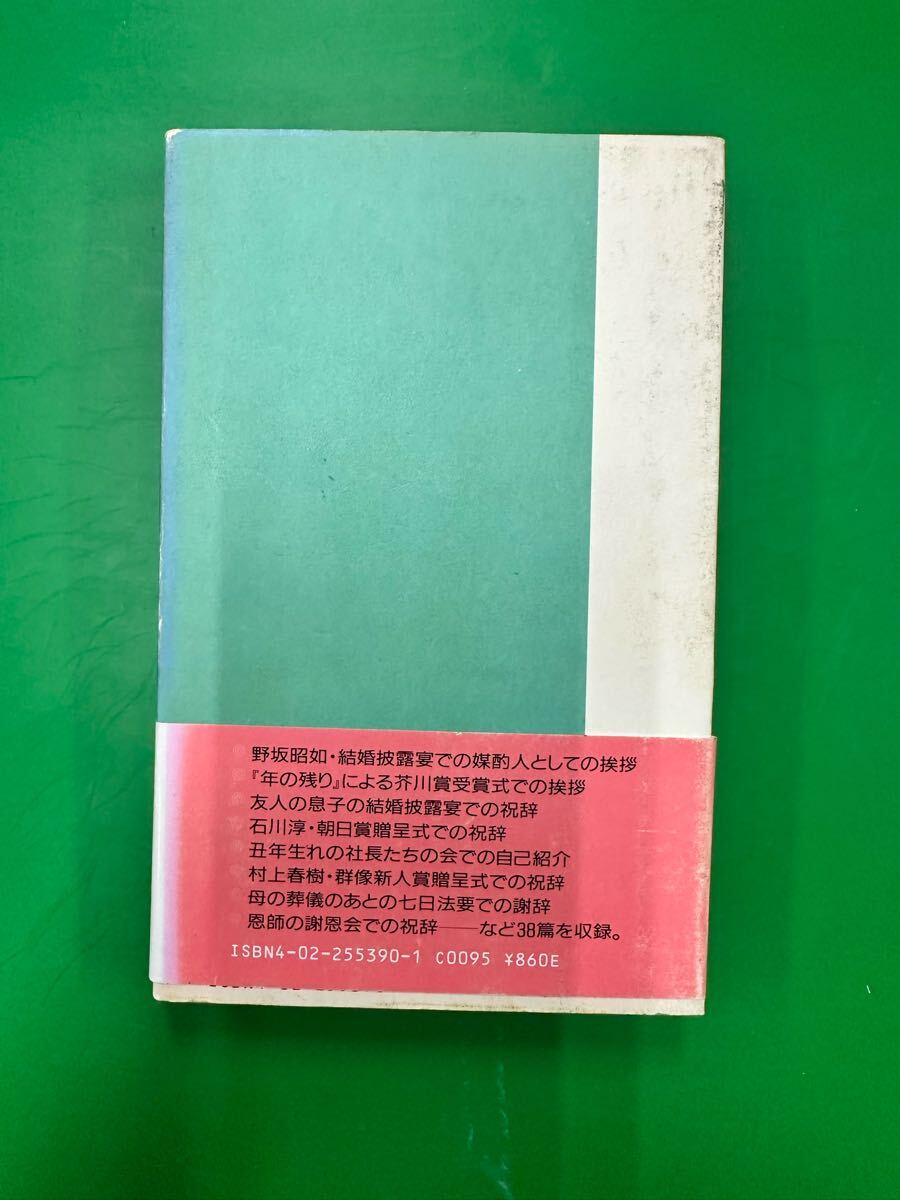 野坂昭如・結婚披露宴での媒酌人としての挨拶
『年の残り』による芥川賞受賞式での挨拶
友人の息子の結婚披露宴での祝辞
石川淳・朝日賞贈呈式での祝辞
丑年生れの社長たちの会での自己紹介
村上春樹・群像新人賞贈呈式での祝辞
母の葬儀のあとの七日法要での謝辞
恩師の謝恩会での祝辞――など38篇を収録。
ISBN4-02-255390-1 C0095 ¥860E